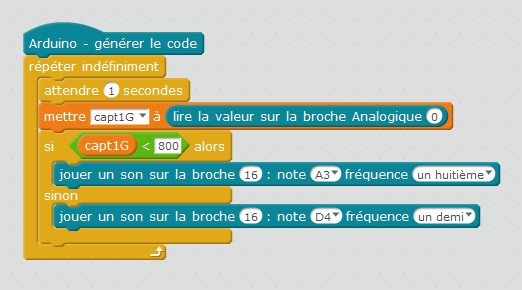 Arduino - générer le code
répéter indéfiniment
attendre 1 secondes
mettre capt1G à lire la valeur sur la broche Analogique 0
si capt1G < 800 alors
jouer un son sur la broche 16 : note A3 fréquence un huitième
sinon
jouer un son sur la broche 16 : note D4 fréquence un demi